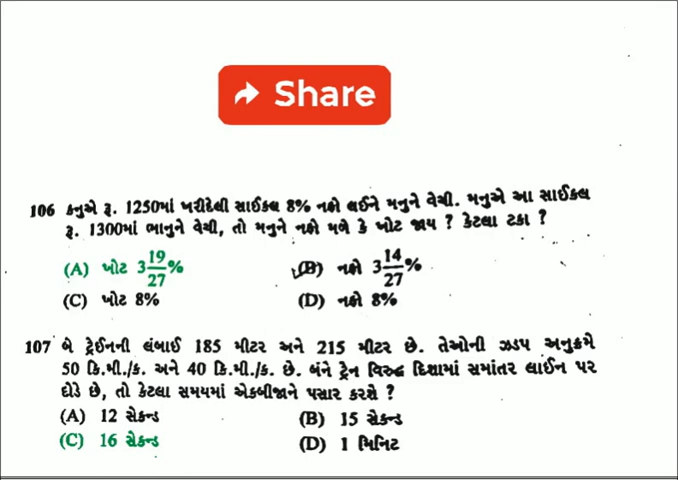 Share
106 કનુએ રૂ. 1250માં ખરીદેલી સાઈકલ 8% નફો લઈને મનુને વેચી. મનુએ આ સાઈકલ
રૂ. 1300માં ભાનુને વેચી, તો મનુને નફો મળે કે ખોટ જાય ? કેટલા ટકા ?
(A) ખોટ 3 19/27% (B) નફો 3 14/27%
(C) ખોટ 8% (D) નફો 8%
107 બે ટ્રેઈનની લંબાઈ 185 મીટર અને 215 મીટર છે. તેઓની ઝડપ અનુક્રમે
50 કિ.મી./ક. અને 40 કિ.મી./ક. છે. બંને ટ્રેન વિરુદ્ધ દિશામાં સમાંતર લાઈન પર
દોડે છે, તો કેટલા સમયમાં એકબીજાને પસાર કરશે ?
(A) 12 સેકન્ડ (B) 15 સેકન્ડ
(C) 16 સેકન્ડ (D) 1 મિનિટ